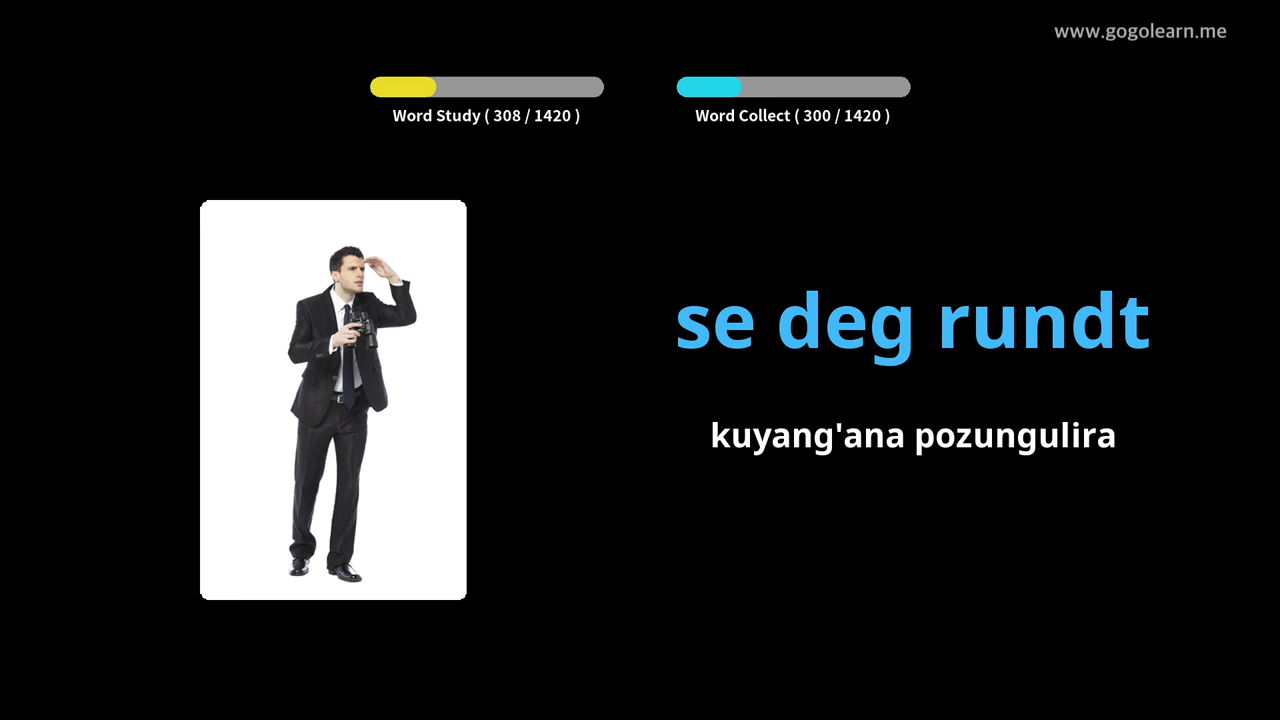 www.gogolearn.me
Word Study ( 308 / 1420 )
Word Collect ( 300 / 1420 )
se deg rundt
kuyang'ana pozungulira